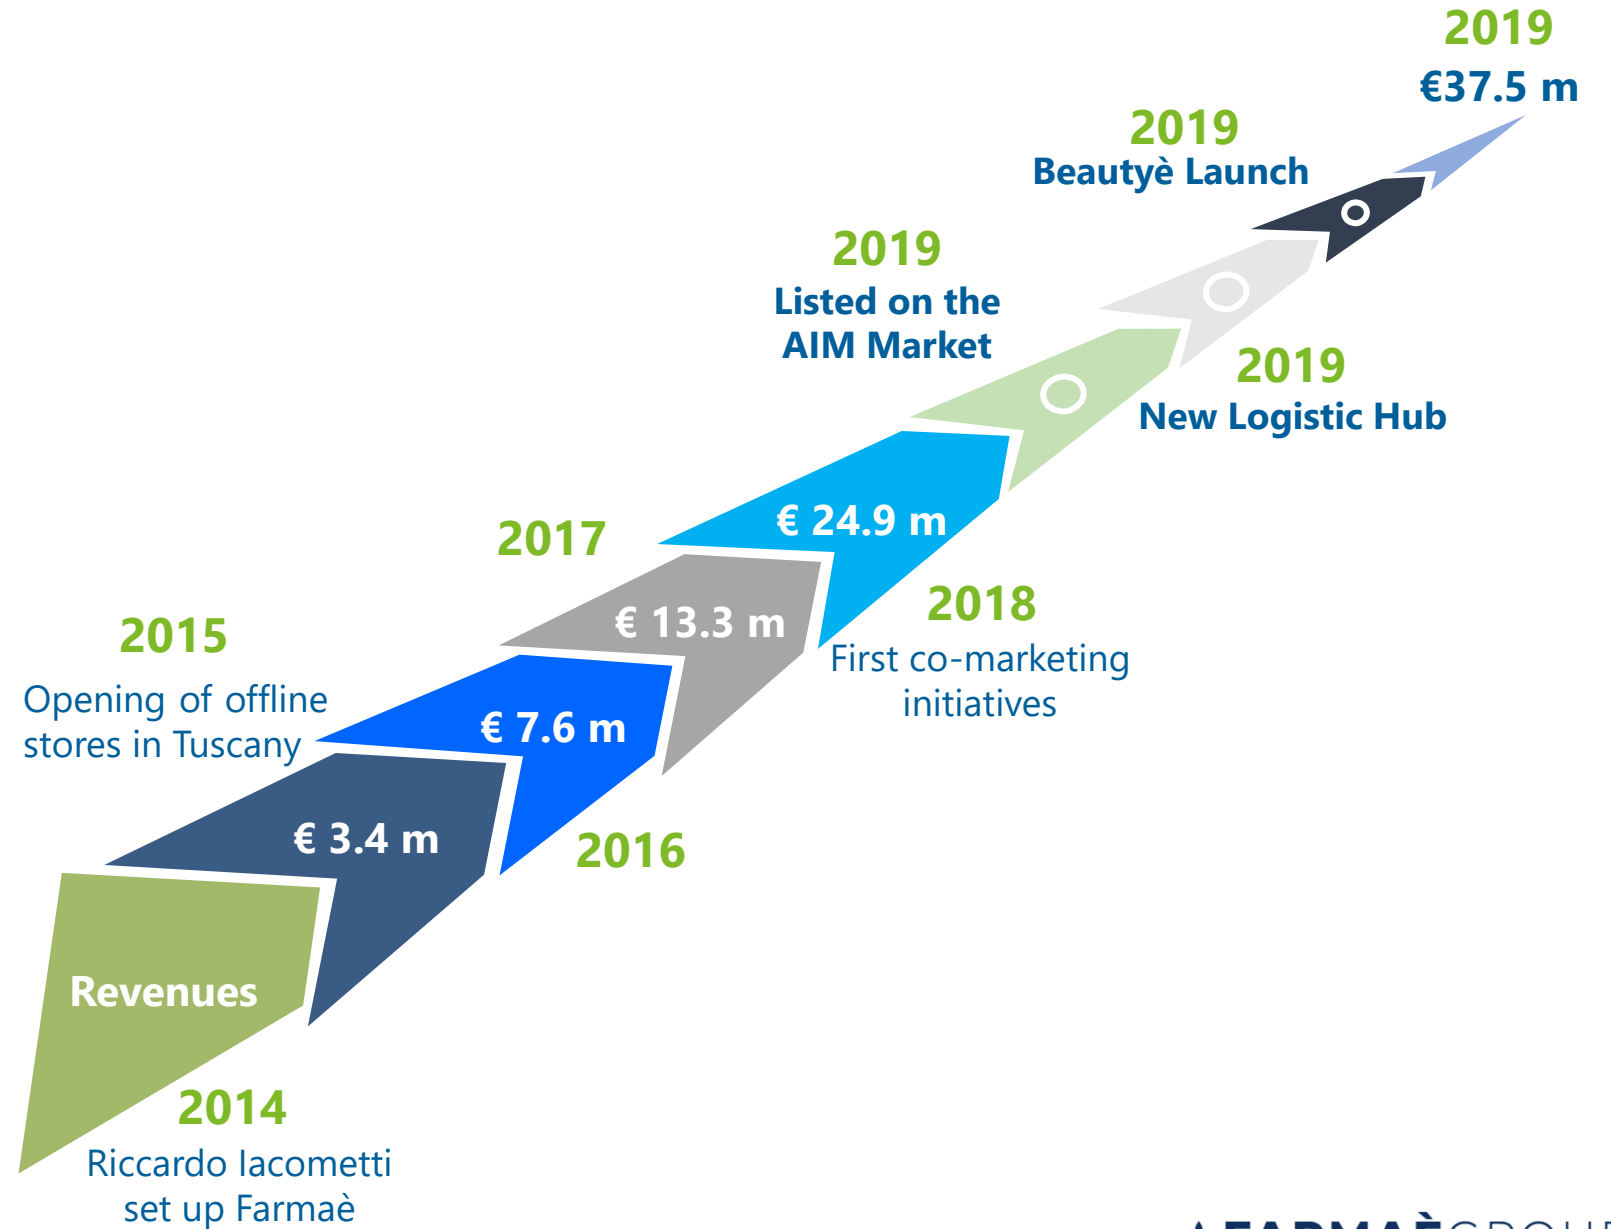 2019
€37.5 m
2019
Beautyè Launch
2019
Listed on the
AIM Market
2019
New Logistic Hub
€ 24.9 m
2017
2018
First co-marketing
initiatives
€ 13.3 m
2015
Opening of offline
stores in Tuscany
€ 7.6 m
2016
€ 3.4 m
Revenues
2014
Riccardo Iacometti
set up Farmaè
FARMAÈGROUP